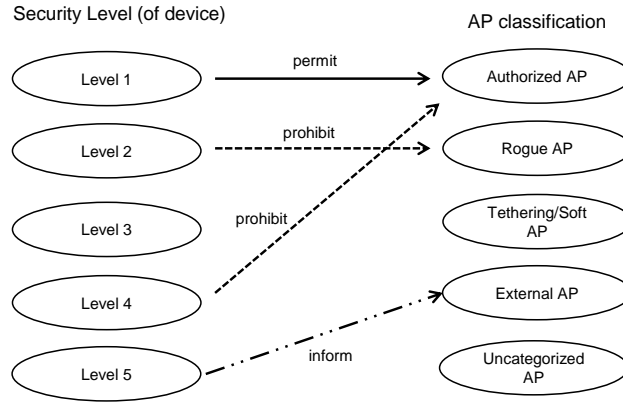 Security Level (of device)
AP classification
Level 1
permit
Authorized AP
Level 2
prohibit
Rogue AP
Level 3
prohibit
Tethering/Soft
AP
Level 4
External AP
Level 5
inform
Uncategorized
AP